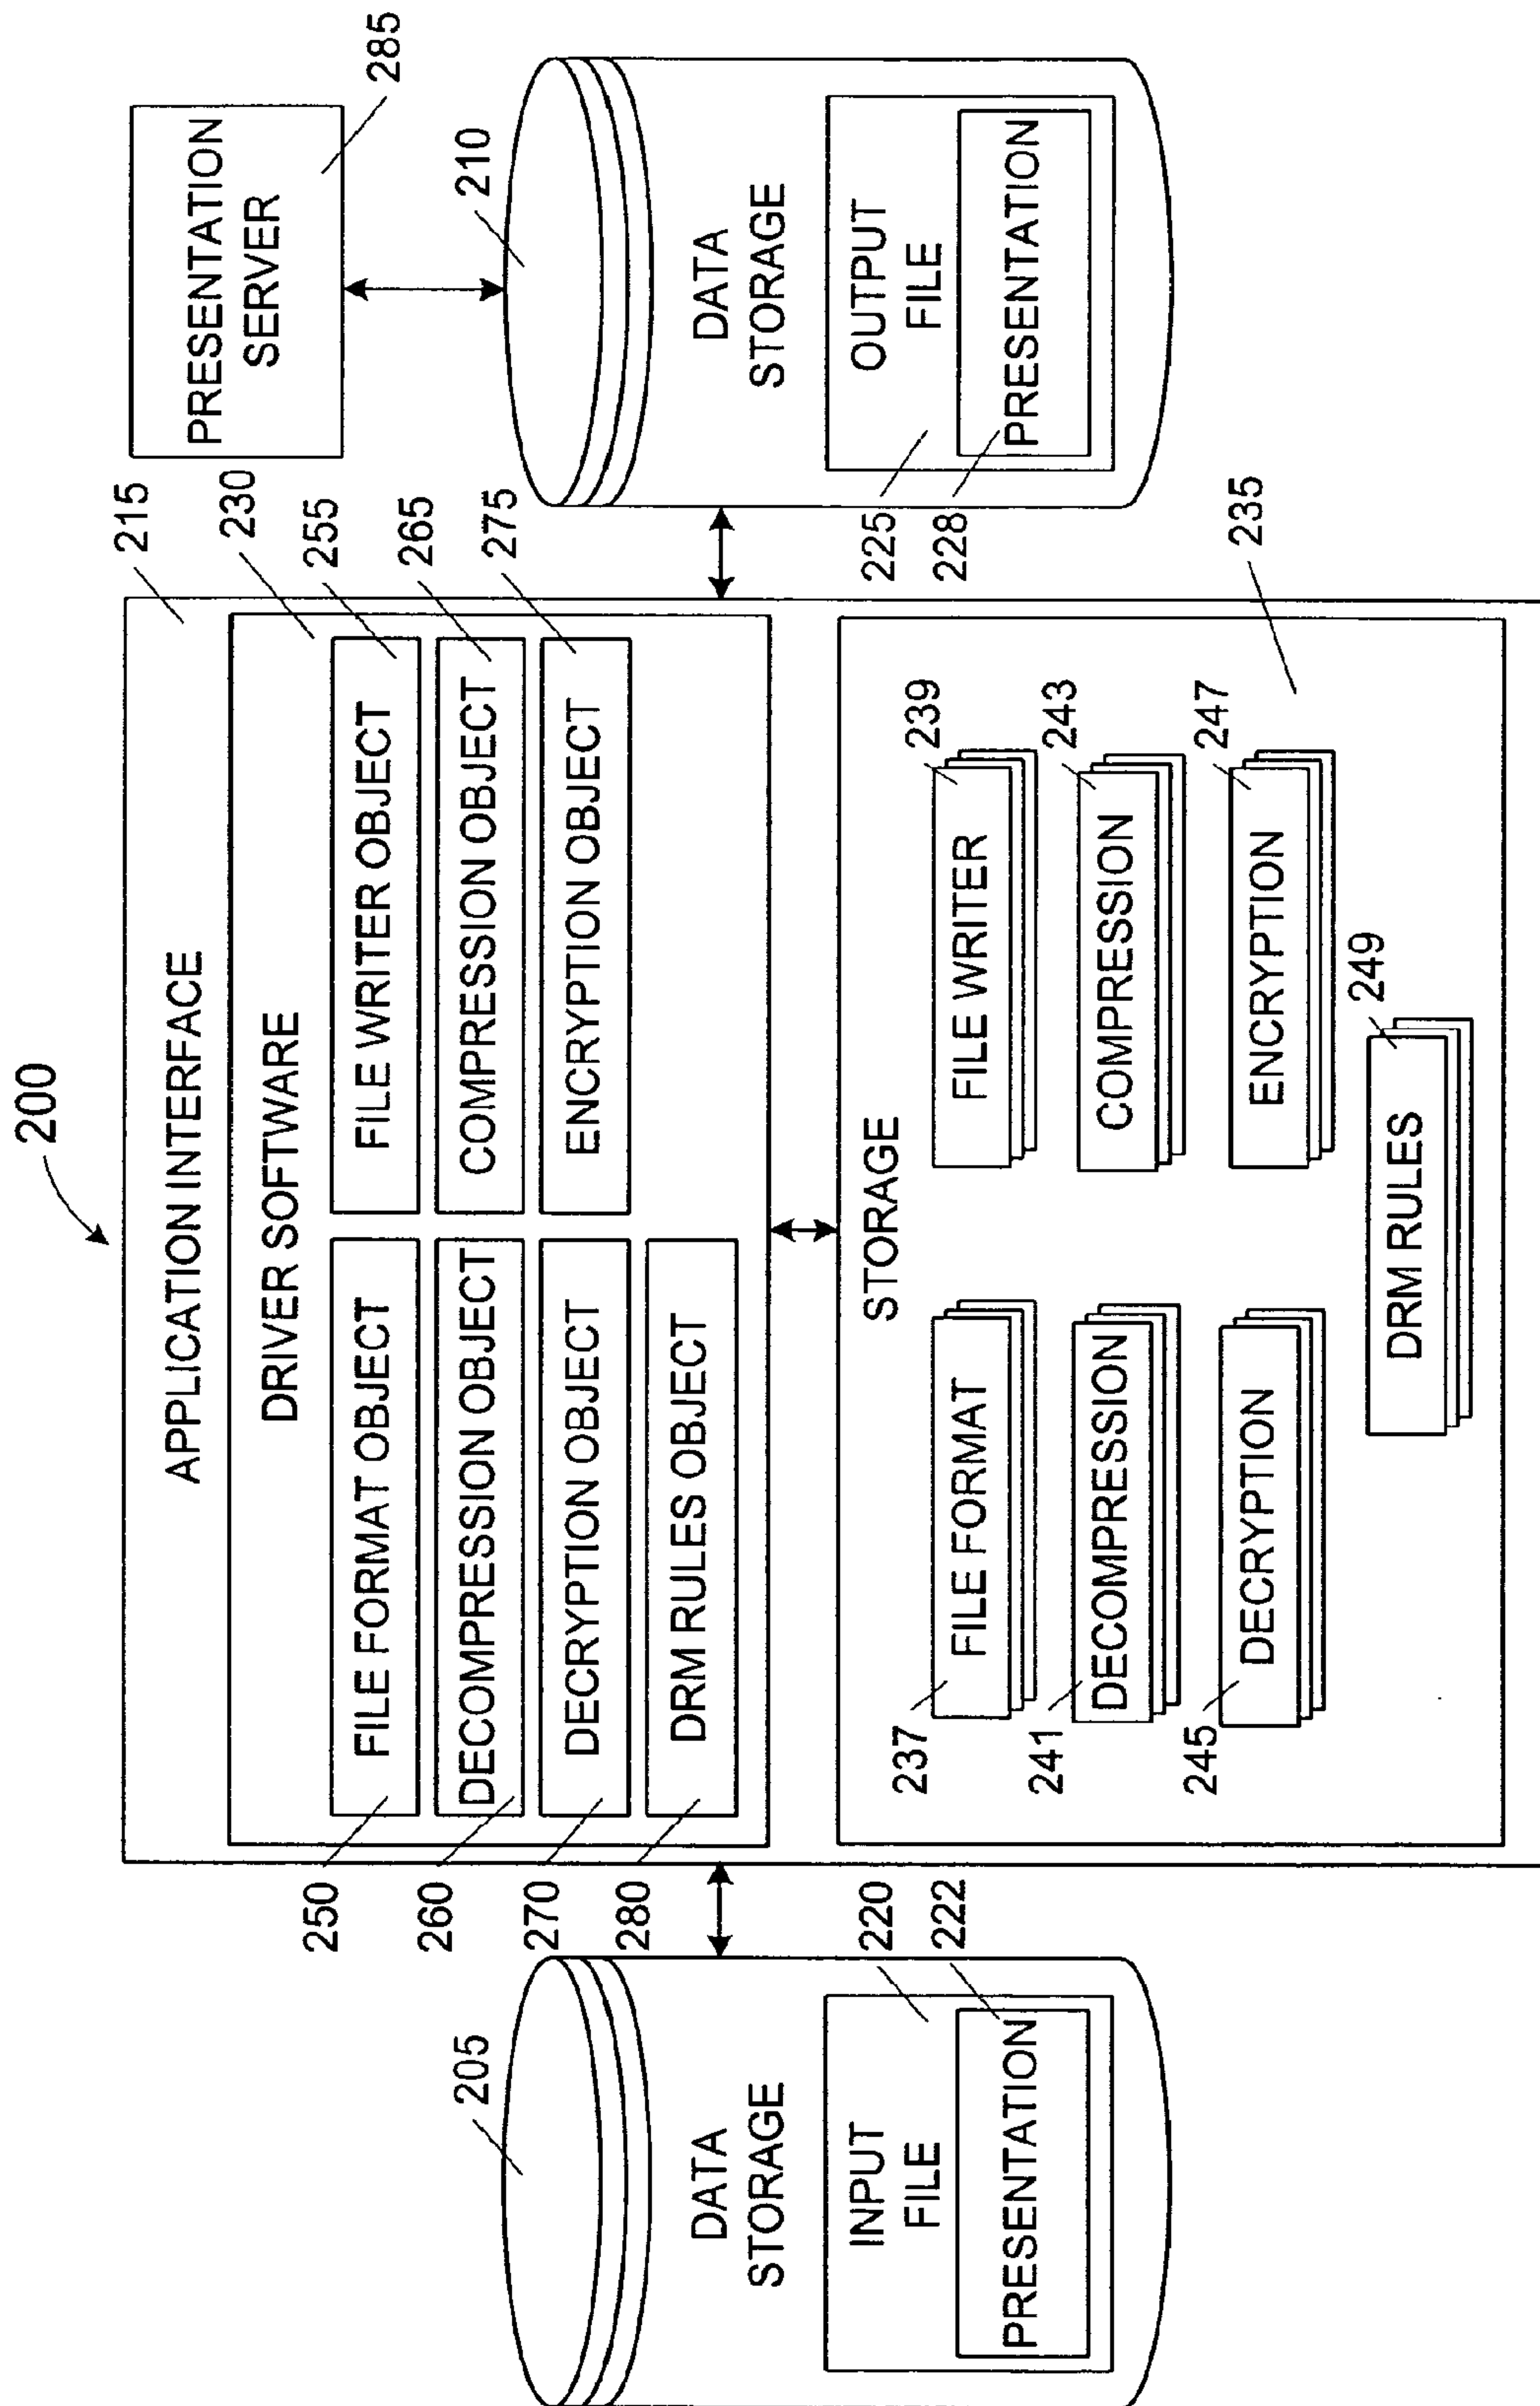 200
APPLICATION INTERFACE
215
DRIVER SOFTWARE
230
FILE FORMAT OBJECT
250
FILE WRITER OBJECT
255
DECOMPRESSION OBJECT
260
COMPRESSION OBJECT
265
DECRYPTION OBJECT
270
ENCRYPTION OBJECT
275
DRM RULES OBJECT
280
PRESENTATION
SERVER
285
205
DATA
STORAGE
INPUT
FILE
220
PRESENTATION
222
210
DATA
STORAGE
OUTPUT
FILE
225
PRESENTATION
228
STORAGE
235
FILE FORMAT
237
FILE WRITER
239
DECOMPRESSION
241
COMPRESSION
243
DECRYPTION
245
ENCRYPTION
247
DRM RULES
249